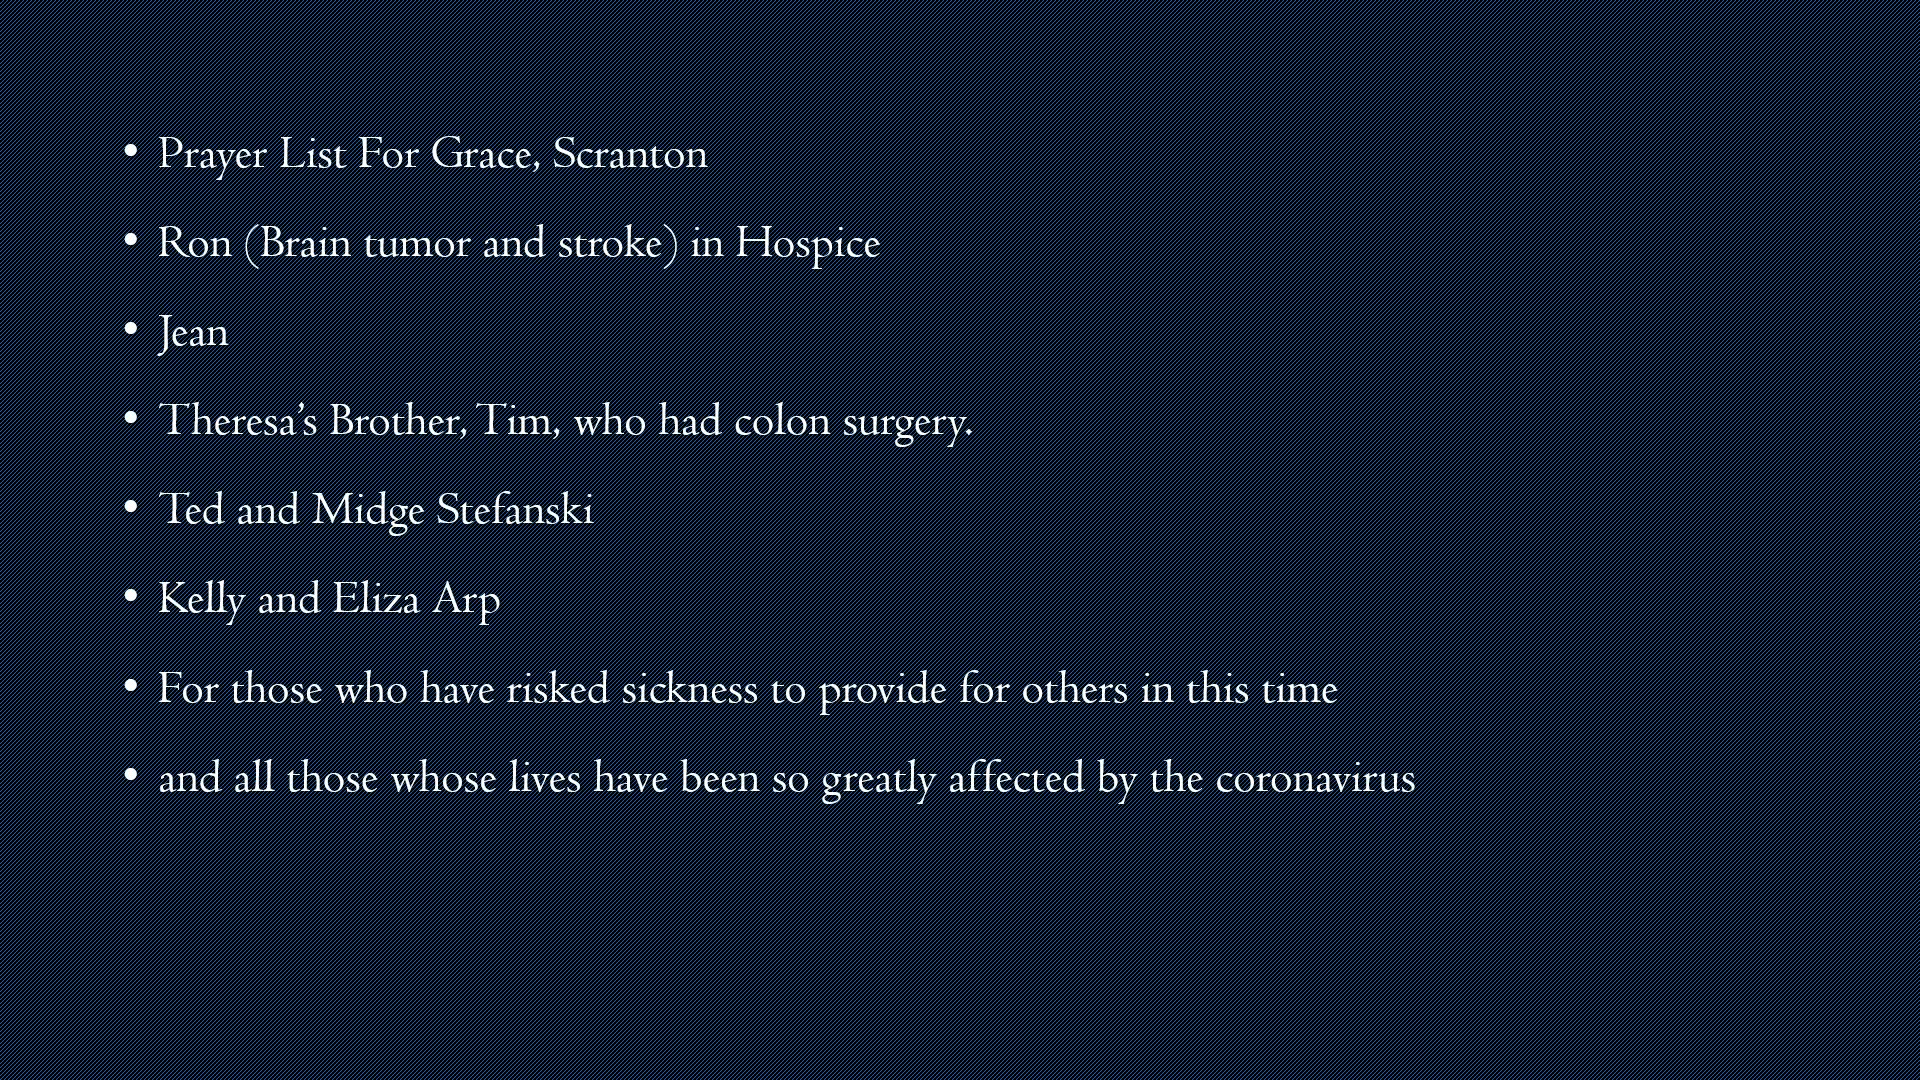 • Prayer List For Grace, Scranton
• Ron (Brain tumor and stroke) in Hospice
• Jean
• Theresa’s Brother, Tim, who had colon surgery.
• Ted and Midge Stefanski
• Kelly and Eliza Arp
• For those who have risked sickness to provide for others in this time
• and all those whose lives have been so greatly affected by the coronavirus